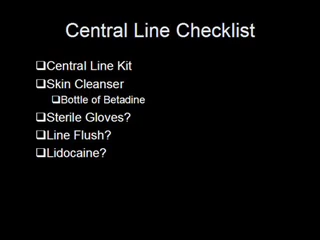 Central Line Checklist
❑Central Line Kit
❑Skin Cleanser
❑Bottle of Betadine
❑Sterile Gloves?
❑Line Flush?
❑Lidocaine?